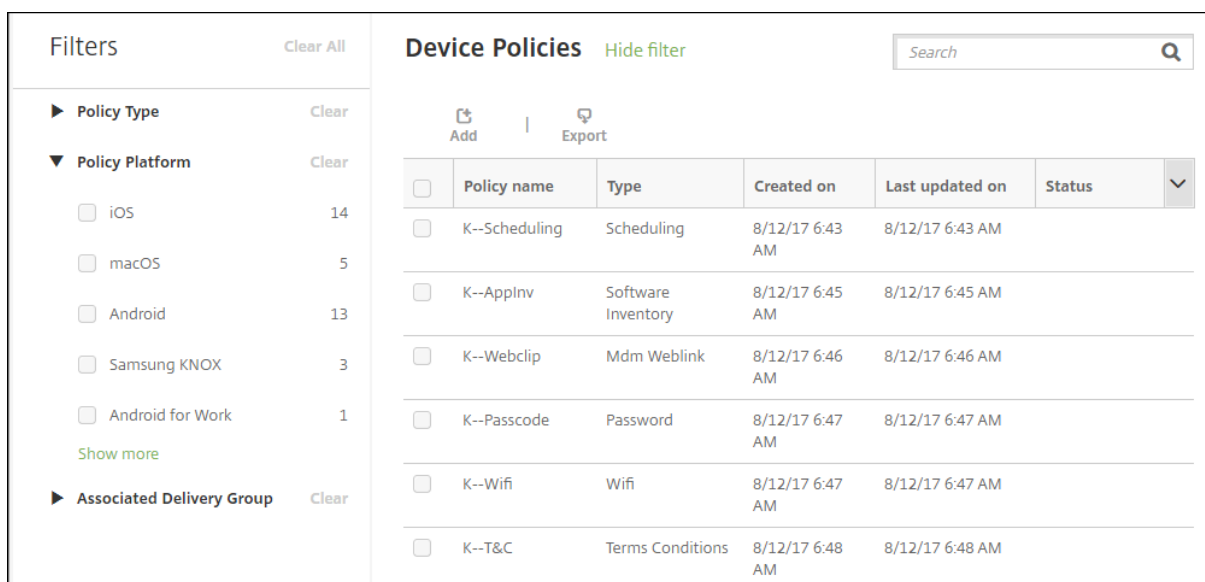 Filters
Clear All
Policy Type
Clear
Policy Platform
Clear
iOS
14
macOS
5
Android
13
Samsung KNOX
3
Android for Work
1
Show more
Associated Delivery Group
Clear
Device Policies
Hide filter
Search
Add
|
Export
Policy name Type Created on Last updated on Status
K--Scheduling Scheduling 8/12/17 6:43 8/12/17 6:43 AM
AM
K--AppInv Software 8/12/17 6:45 8/12/17 6:45 AM
Inventory AM
K--Webclip Mdm Weblink 8/12/17 6:46 8/12/17 6:46 AM
AM
K--Passcode Password 8/12/17 6:47 8/12/17 6:47 AM
AM
K--Wifi Wifi 8/12/17 6:47 8/12/17 6:47 AM
AM
K--T&C Terms Conditions 8/12/17 6:48 8/12/17 6:48 AM
AM